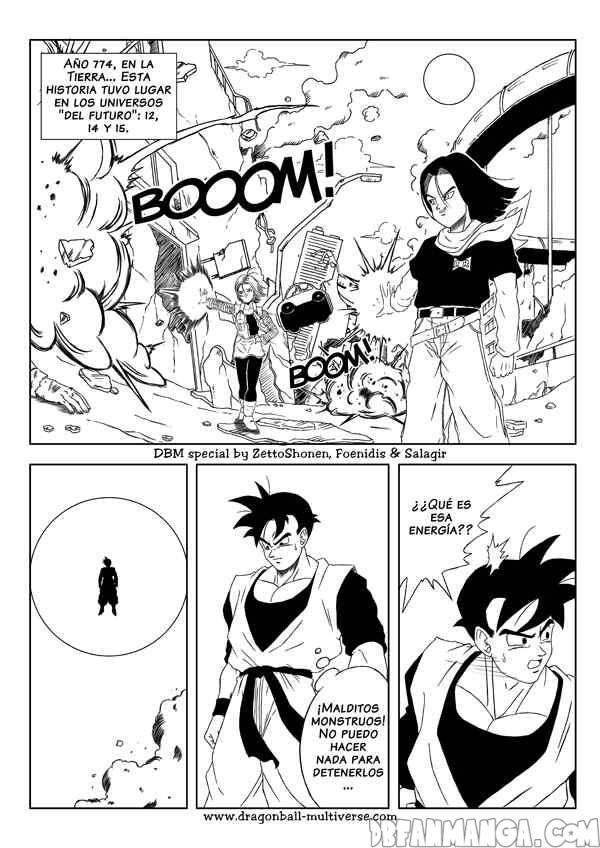 AÑO 774, EN LA
TIERRA... ESTA
HISTORIA TUVO LUGAR
EN LOS UNIVERSOS
"DEL FUTURO": 12,
14 Y 15.
BOOOM!
BOOM!
DBM special by ZettoShonen, Foenidis & Salagir
¡MALDITOS
MONSTRUOS!
NO PUEDO
HACER
NADA PARA
DETENERLOS
...
¿¿QUÉ ES
ESA
ENERGÍA??
www.dragonball-multiverse.com
DBFANMANGA.COM